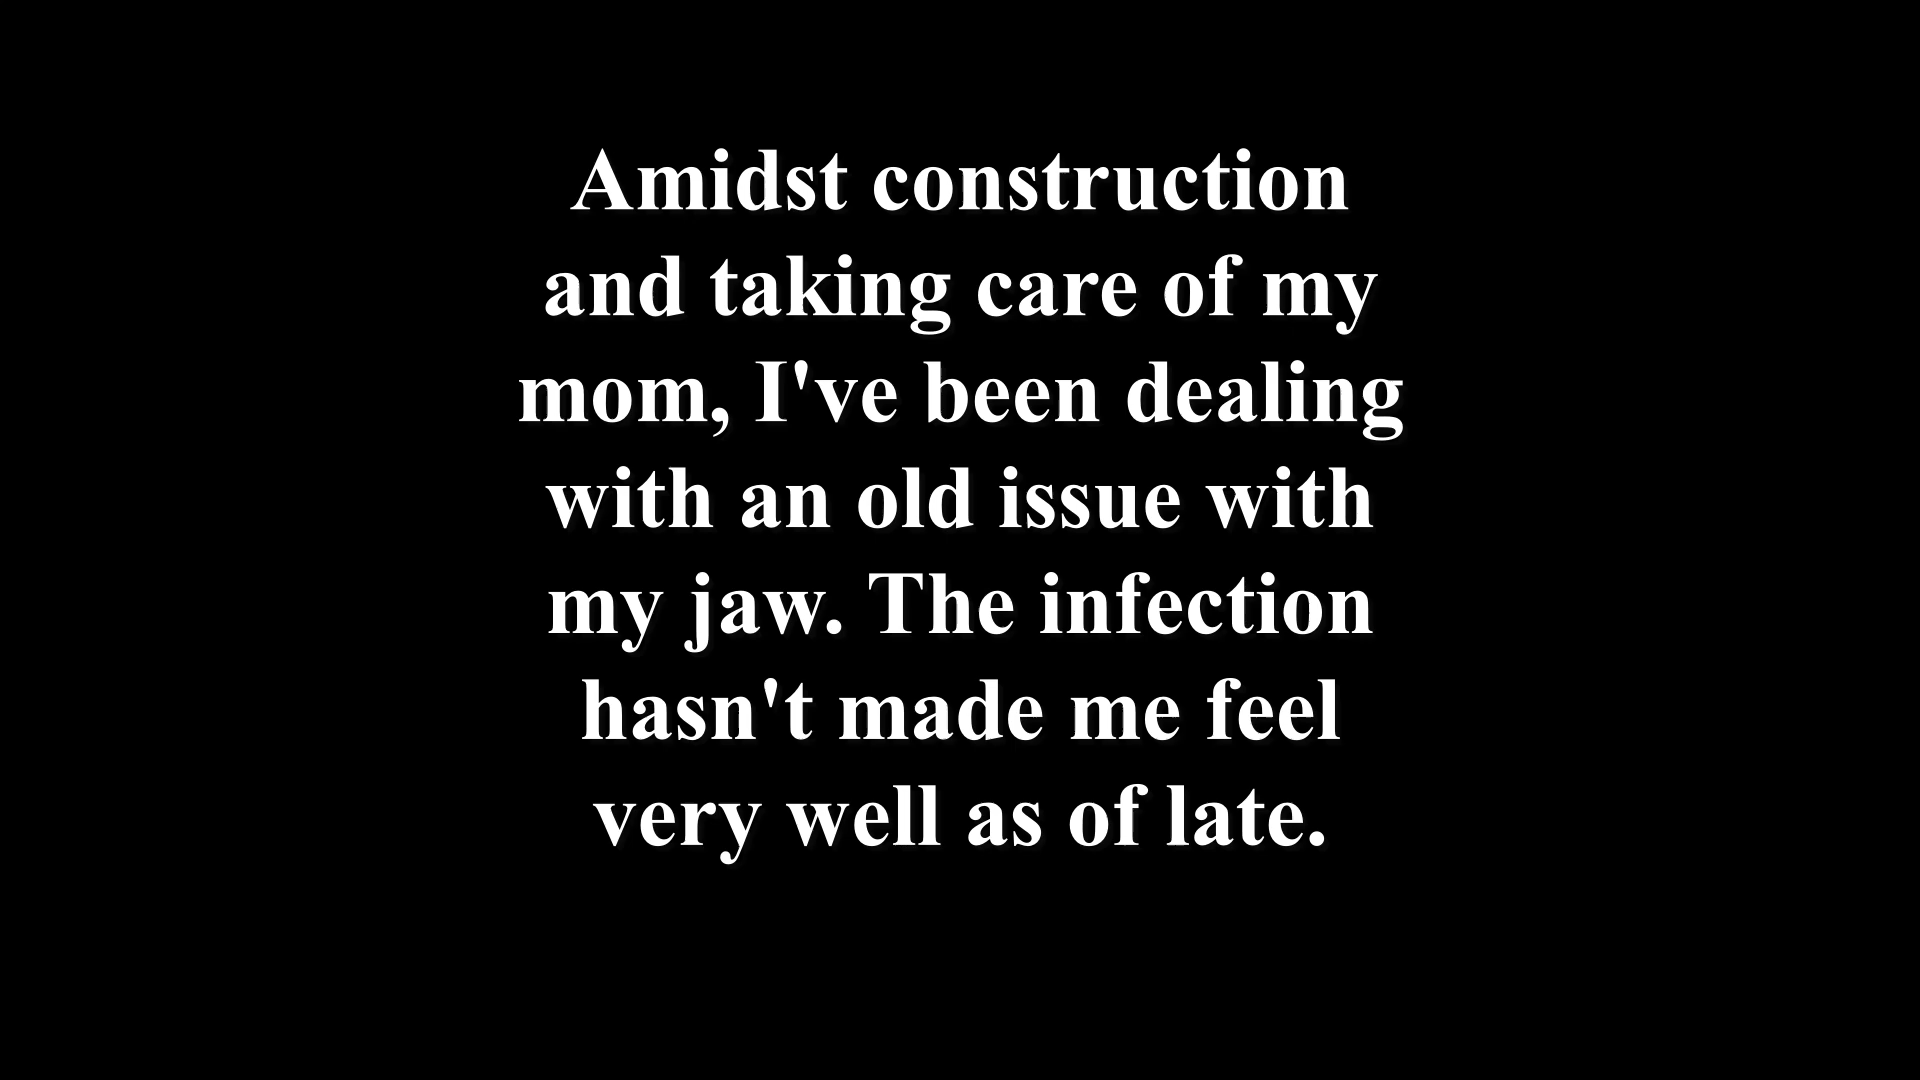 Amidst construction
and taking care of my
mom, I've been dealing
with an old issue with
my jaw. The infection
hasn't made me feel
very well as of late.